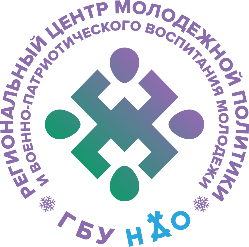 РЕГИОНАЛЬНЫЙ ЦЕНТР МОЛОДЕЖНОЙ ПОЛИТИКИ
И ВОЕННО-ПАТРИОТИЧЕСКОГО ВОСПИТАНИЯ МОЛОДЕЖИ
ГБУ НАО